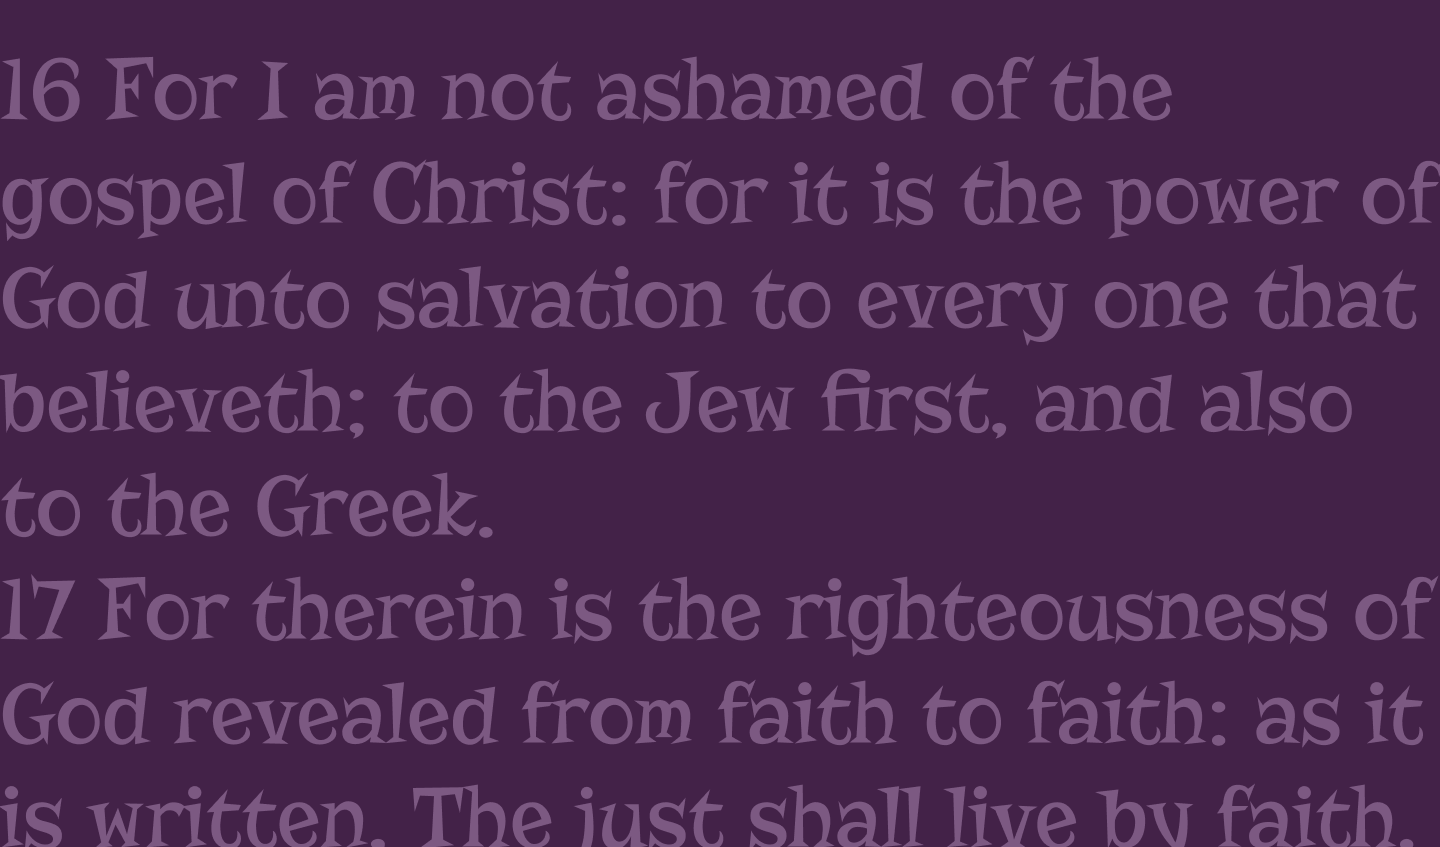 16 For I am not ashamed of the
gospel of Christ: for it is the power of
God unto salvation to every one that
believeth; to the Jew first, and also
to the Greek.
17 For therein is the righteousness of
God revealed from faith to faith: as it
is written, The just shall live by faith.